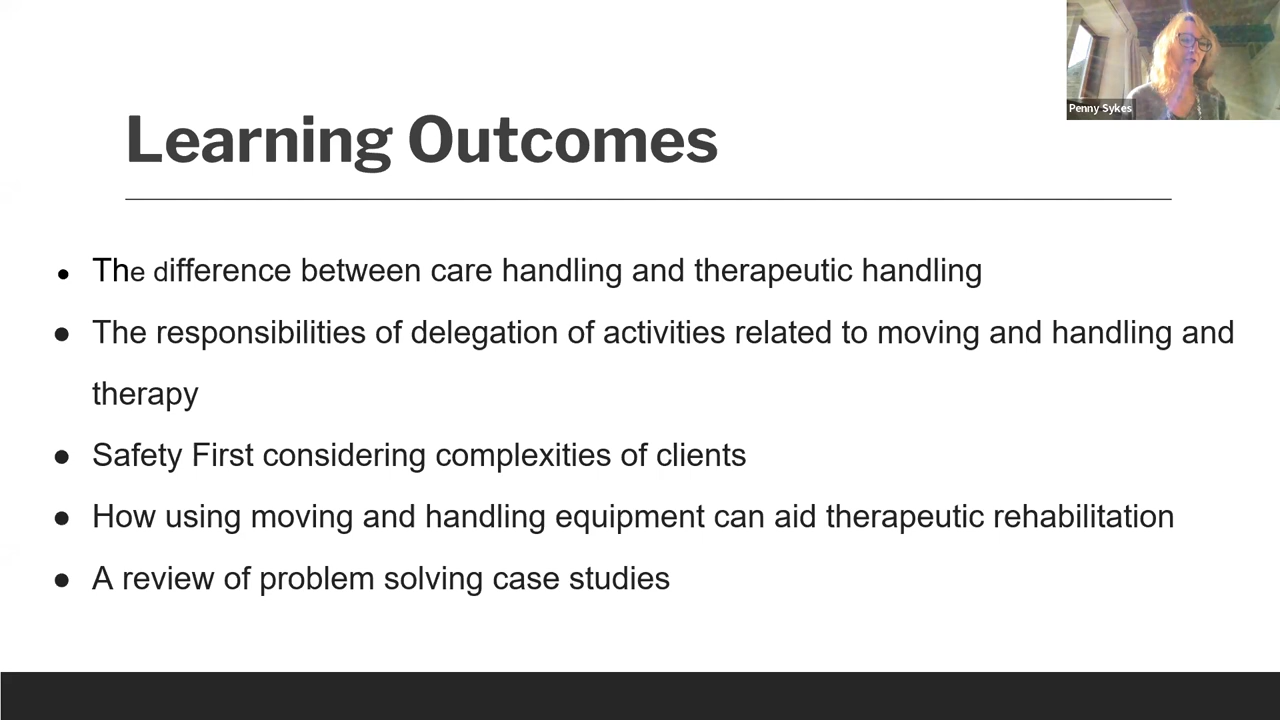 Penny Sykes
Learning Outcomes
● The difference between care handling and therapeutic handling
● The responsibilities of delegation of activities related to moving and handling and
therapy
● Safety First considering complexities of clients
● How using moving and handling equipment can aid therapeutic rehabilitation
● A review of problem solving case studies